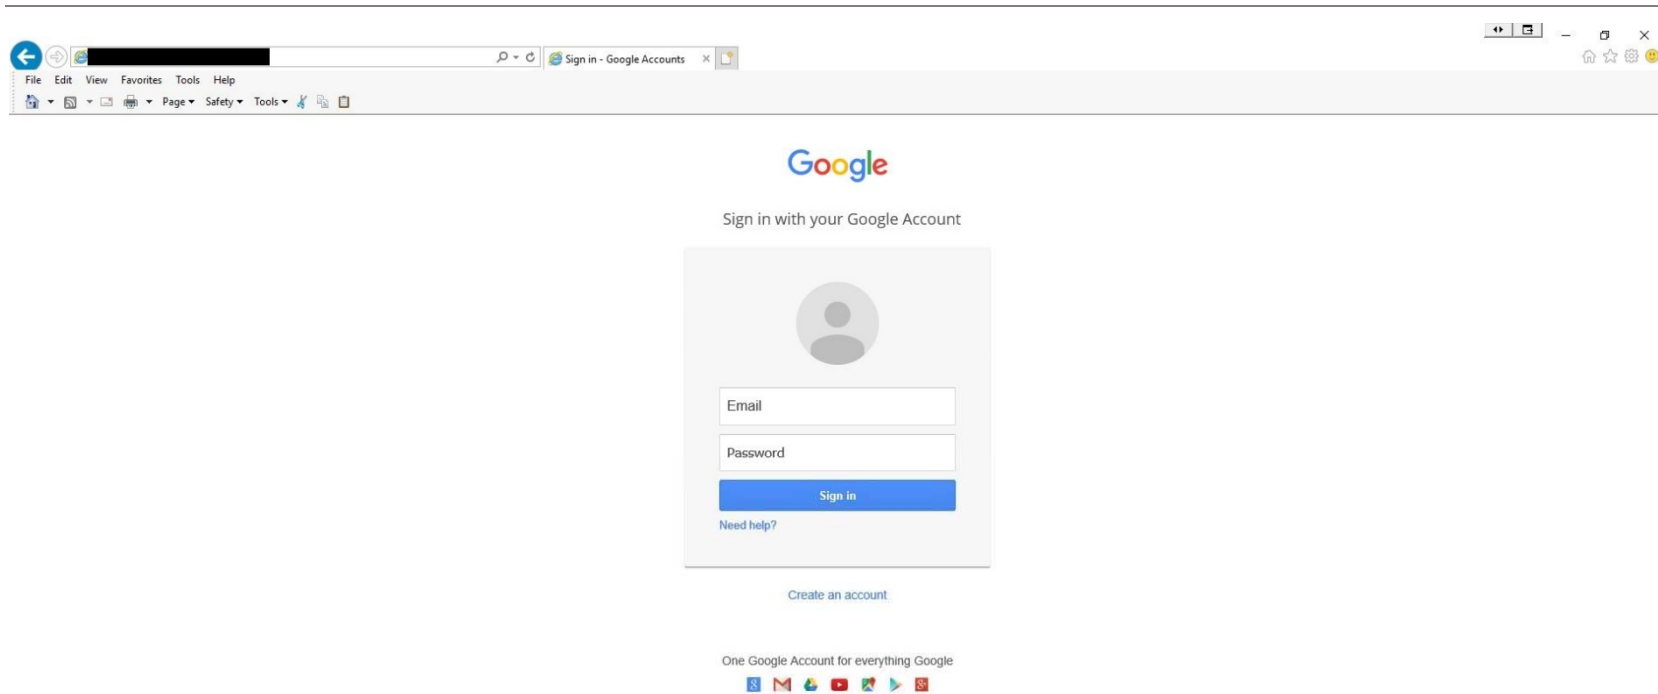 Sign in - Google Accounts
File Edit View Favorites Tools Help
Page Safety Tools
Google
Sign in with your Google Account
Email
Password
Sign in
Need help?
Create an account
One Google Account for everything Google